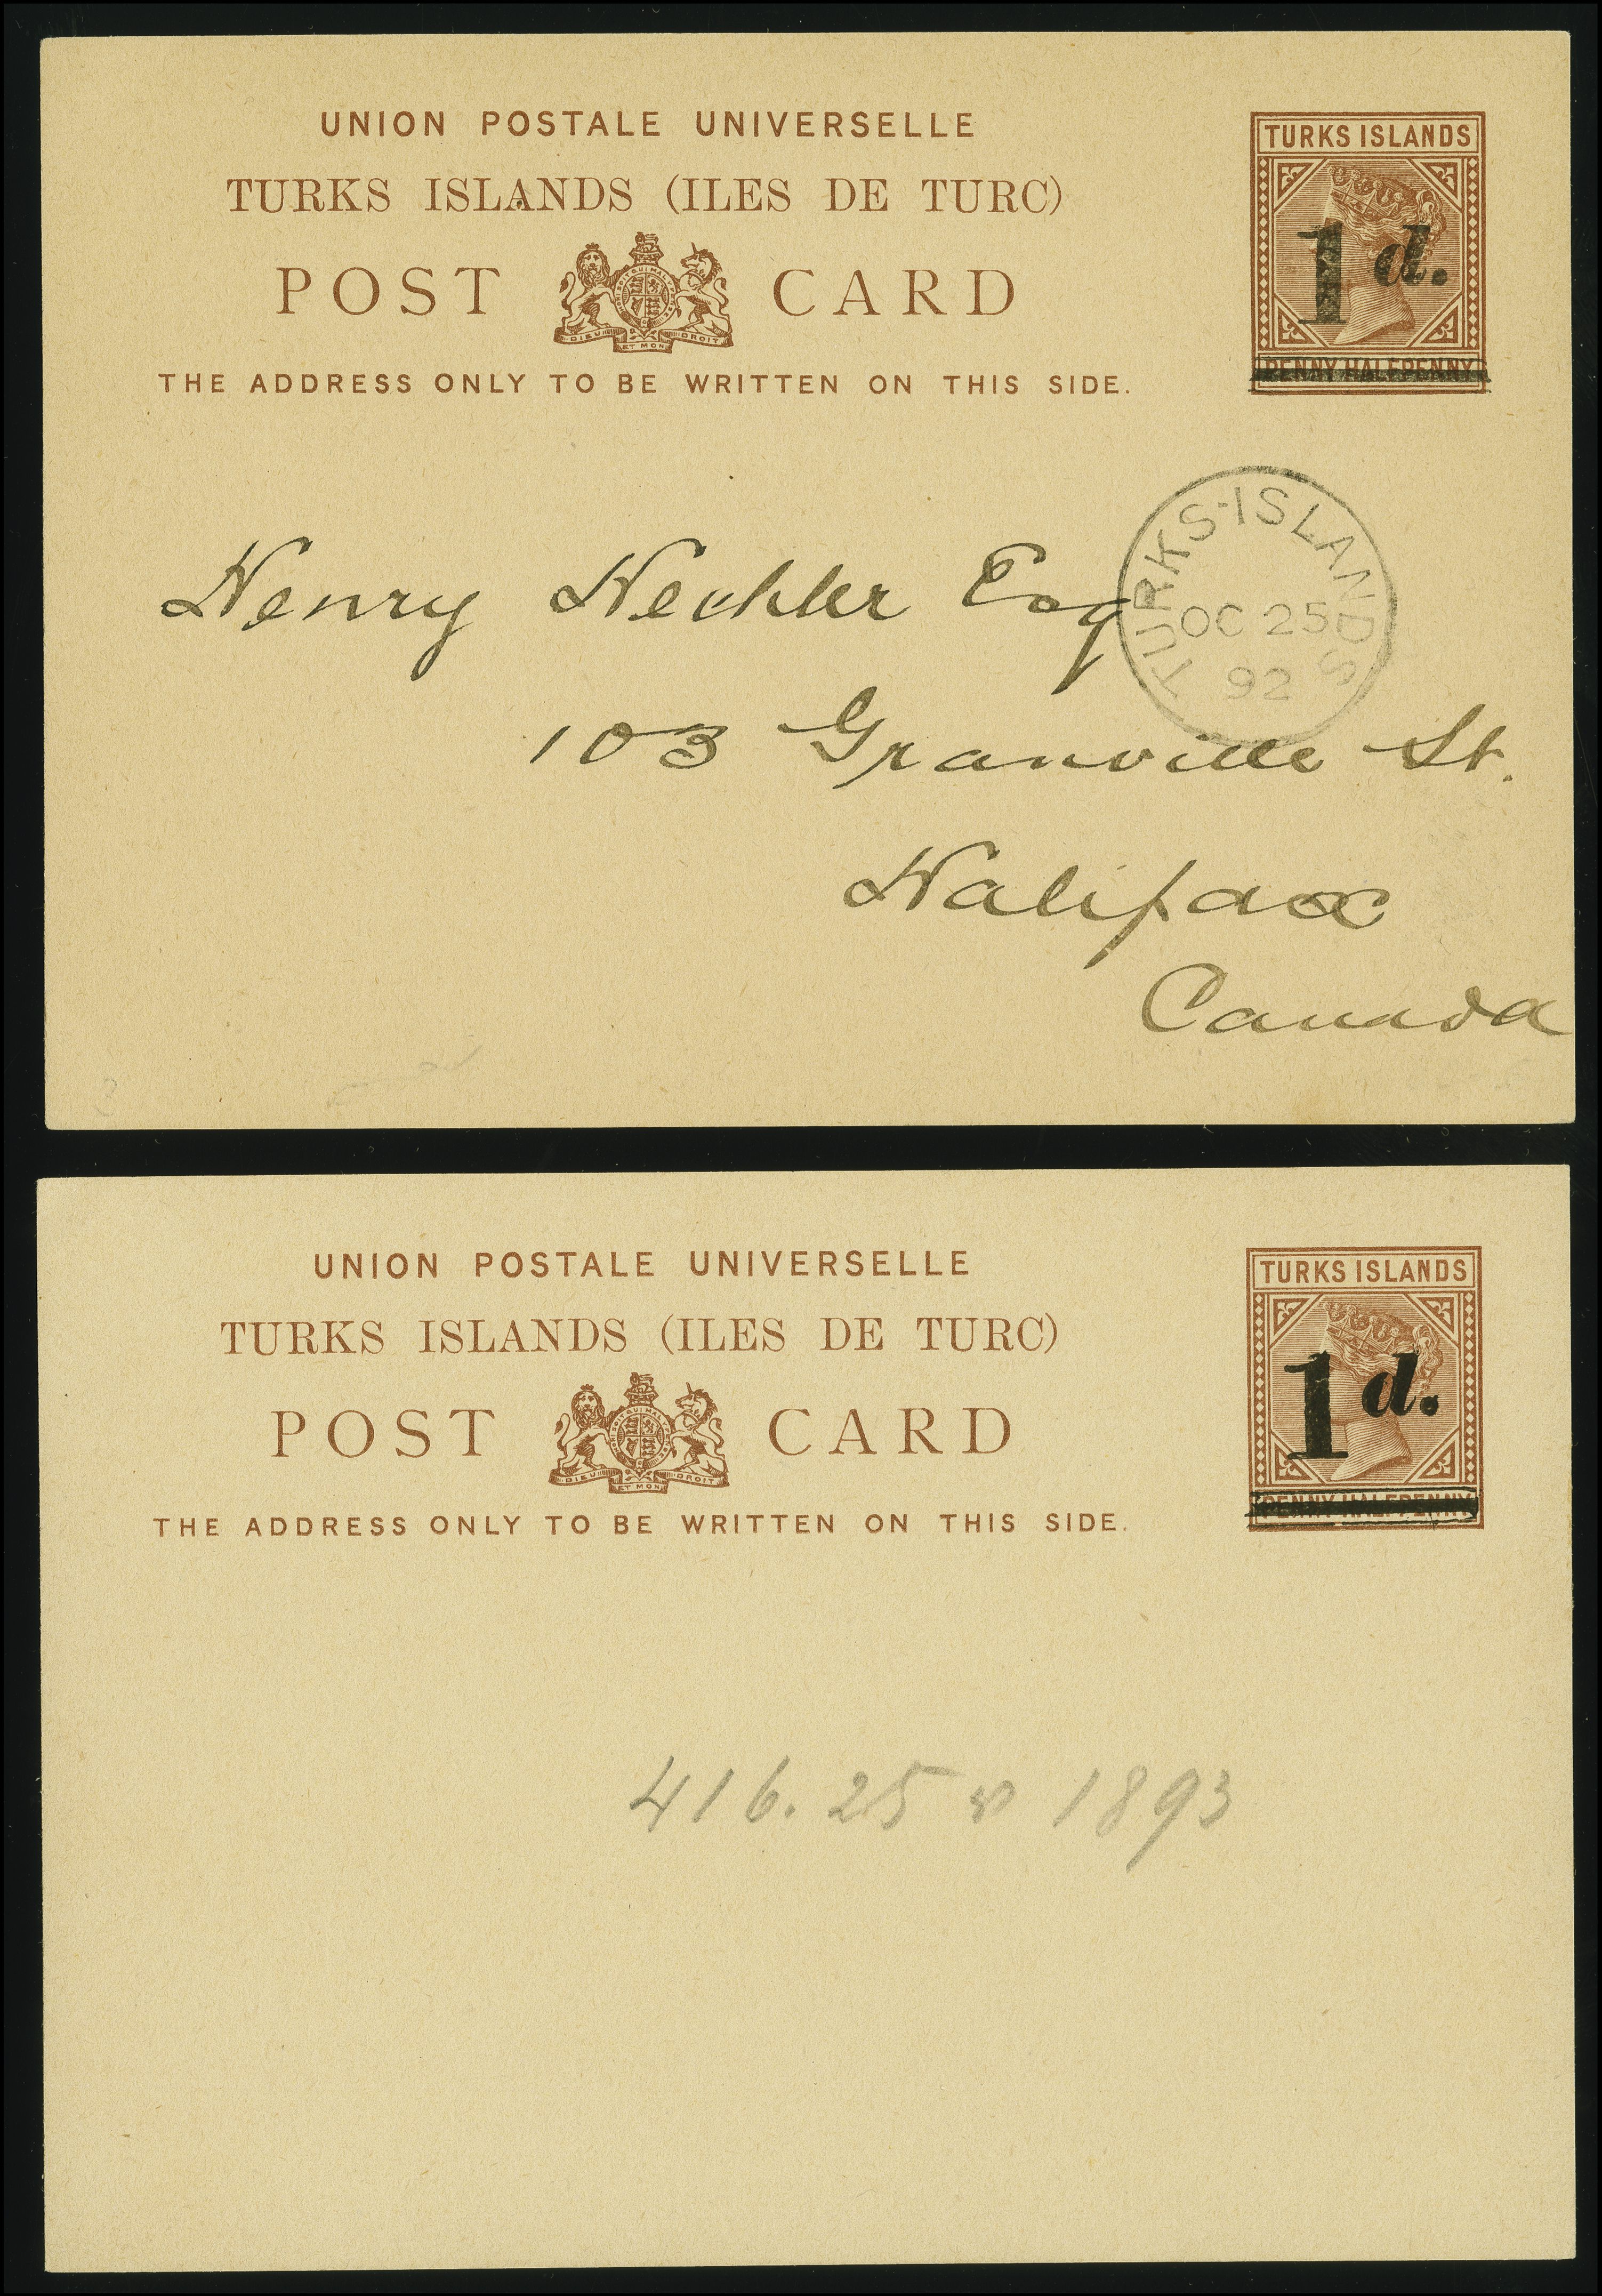 UNION POSTALE UNIVERSELLE
TURKS ISLANDS (ILES DE TURC)
POST CARD
DIEU ET MON DROIT
THE ADDRESS ONLY TO BE WRITTEN ON THIS SIDE.
TURKS ISLANDS
1 d.
PENNY HALFPENNY
TURKS·ISLANDS
OC 25
92
Henry Hechler Esq
103 Granville St.
Halifax
Canada
UNION POSTALE UNIVERSELLE
TURKS ISLANDS (ILES DE TURC)
POST CARD
DIEU ET MON DROIT
THE ADDRESS ONLY TO BE WRITTEN ON THIS SIDE.
TURKS ISLANDS
1 d.
PENNY HALFPENNY
416. 25 v 1893